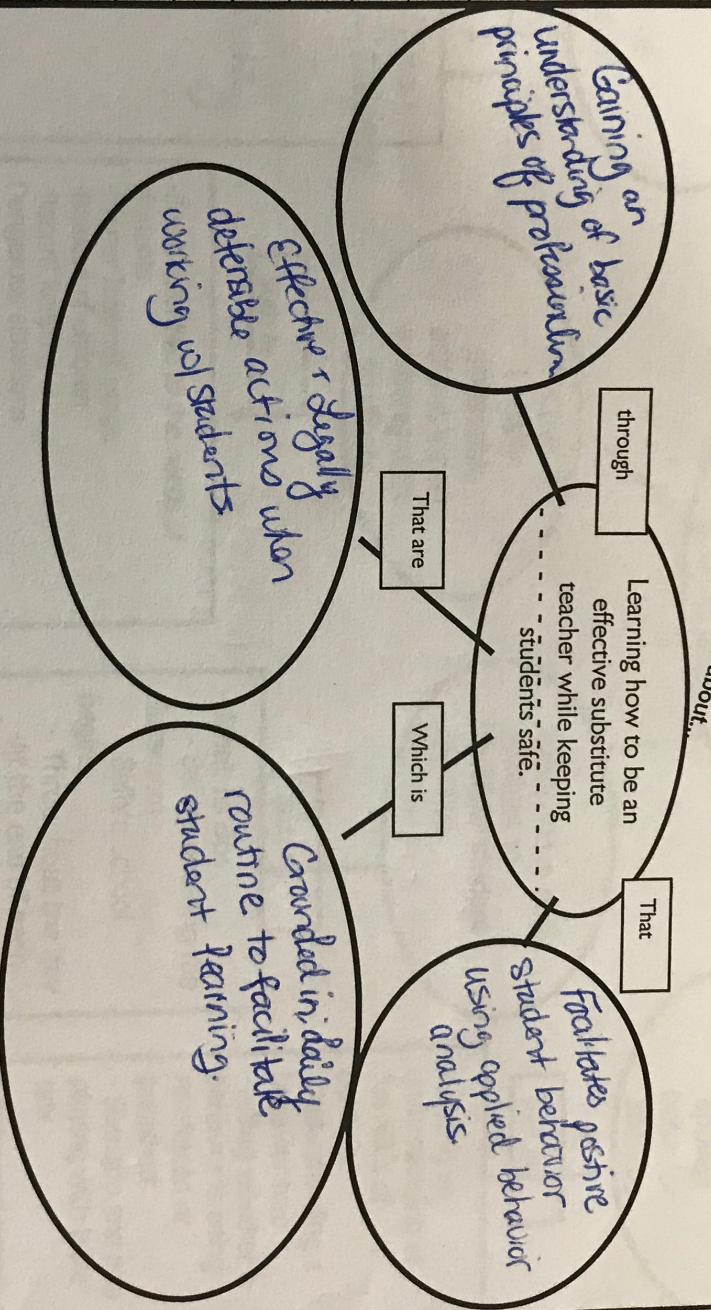 about...
Learning how to be an
effective substitute
teacher while keeping
students safe.
through
Gaining an
understanding of basic
principles of professionalism
That are
Effective & Legally
defensible actions when
working w/ students.
Which is
Grounded in; daily
routine to facilitate
student learning.
That
Facilitates postive
student behavior
using applied behavior
analysis.